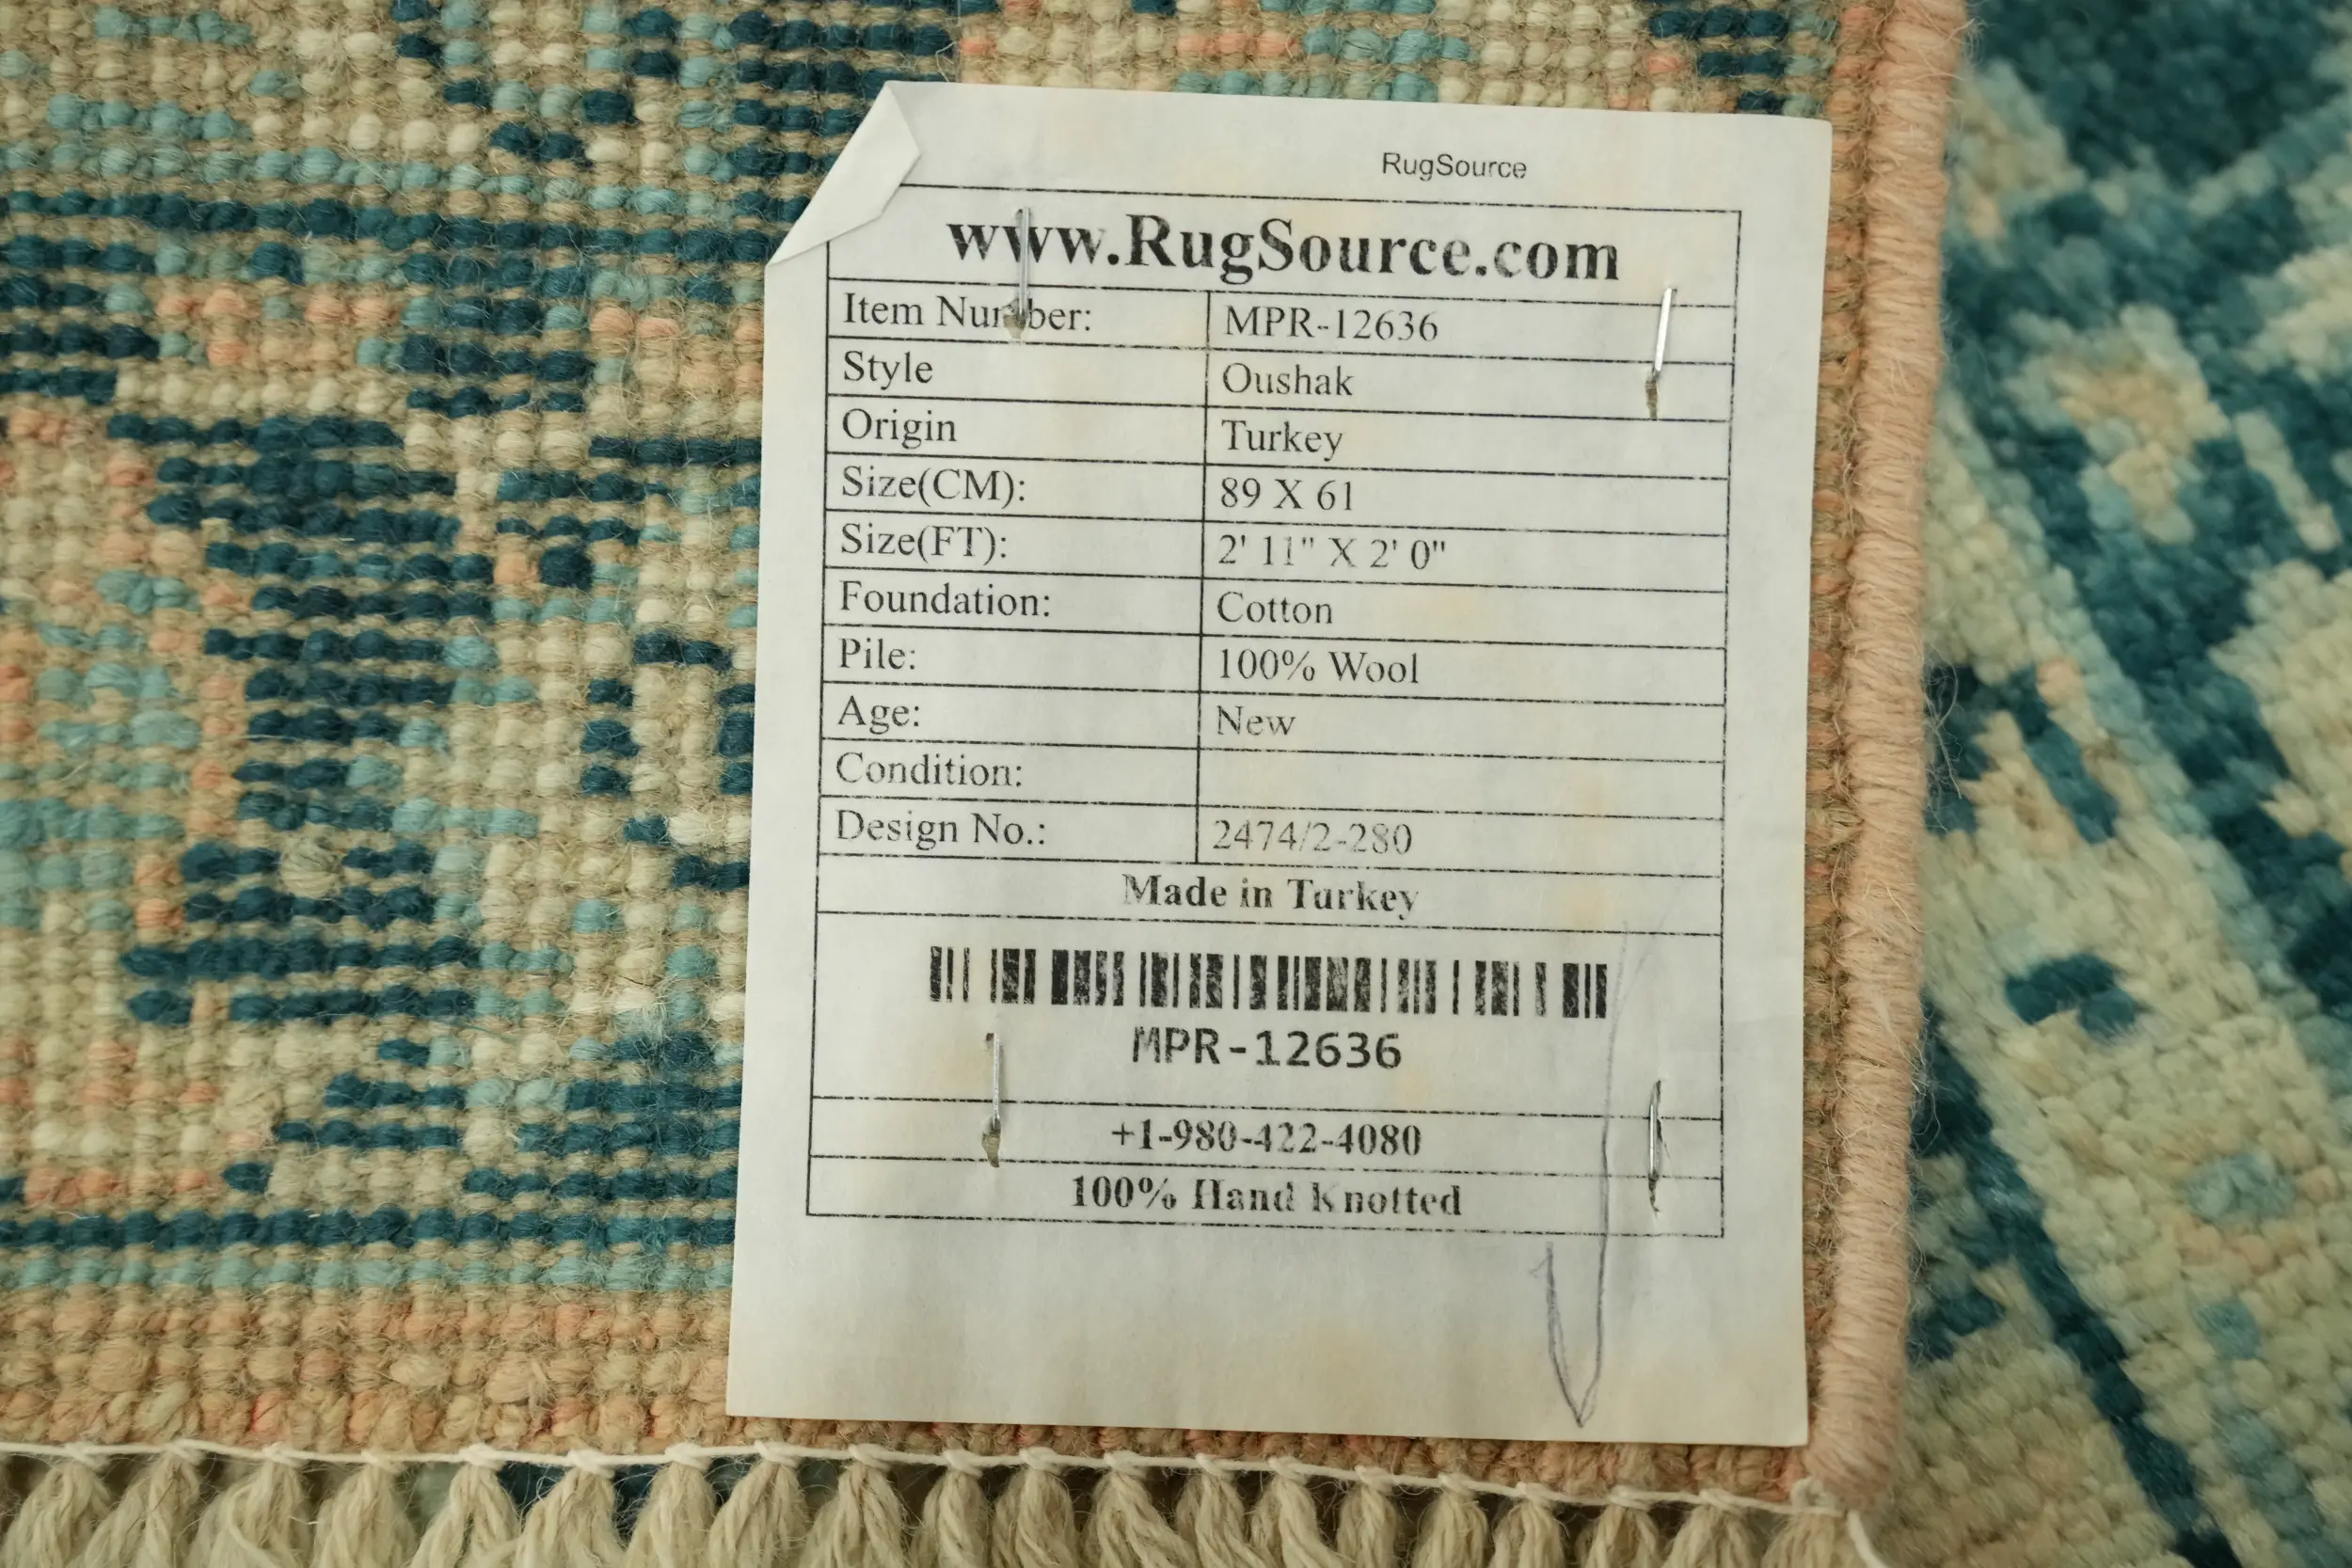 RugSource
www.RugSource.com
Item Number: MPR-12636
Style Oushak
Origin Turkey
Size(CM): 89 X 61
Size(FT): 2' 11" X 2' 0"
Foundation: Cotton
Pile: 100% Wool
Age: New
Condition:
Design No.: 2474/2-280
Made in Turkey
MPR-12636
+1-980-422-4080
100% Hand Knotted